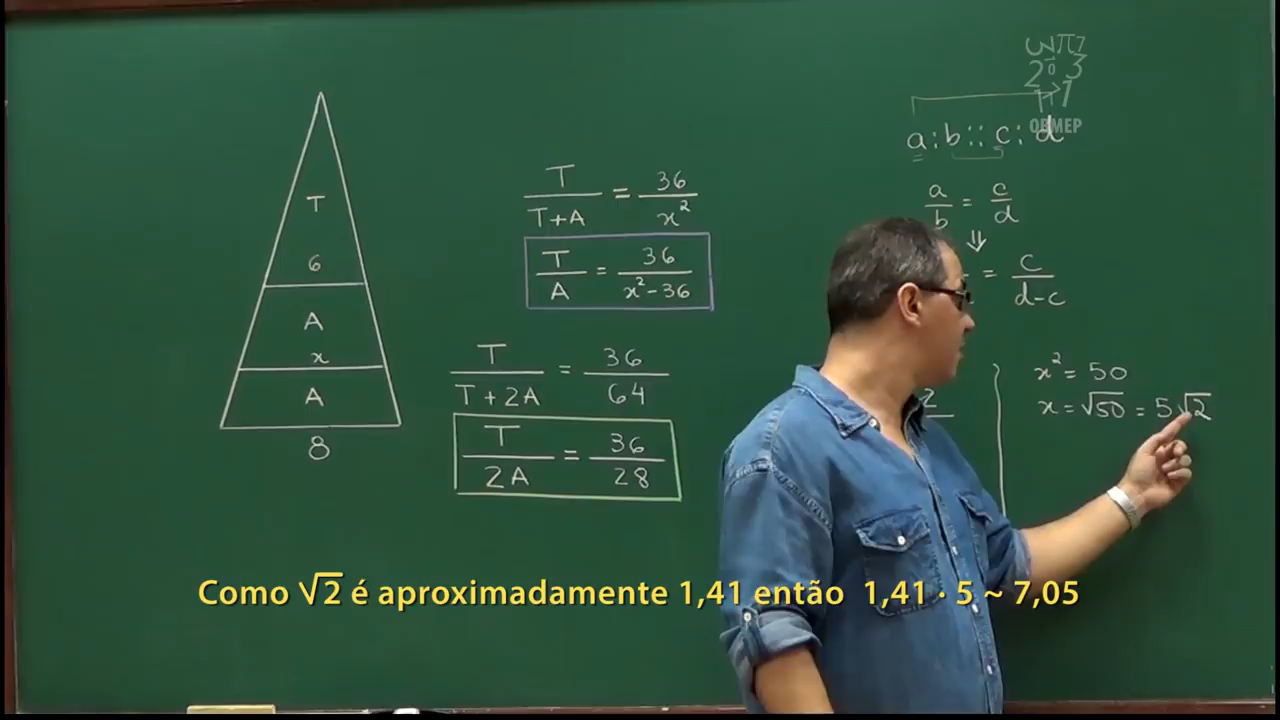 T
6
A
x
A
8
T / T+A = 36 / x²
T / A = 36 / x²-36
T / T+2A = 36 / 64
T / 2A = 36 / 28
OBMEP
a:b::c:d
a / b = c / d
⇓
= c / d-c
2
x² = 50
x = √50 = 5√2
Como √2 é aproximadamente 1,41 então 1,41 · 5 ~ 7,05